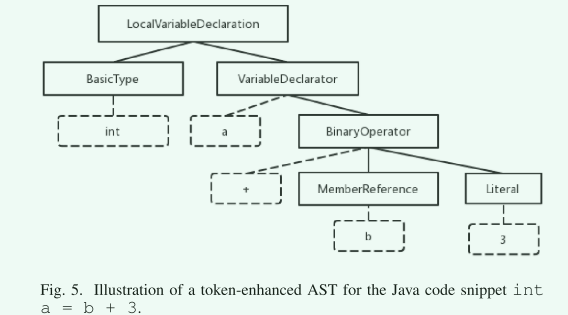 LocalVariableDeclaration
BasicType
VariableDeclarator
int
a
BinaryOperator
+
MemberReference
Literal
b
3
Fig. 5. Illustration of a token-enhanced AST for the Java code snippet int
a = b + 3.